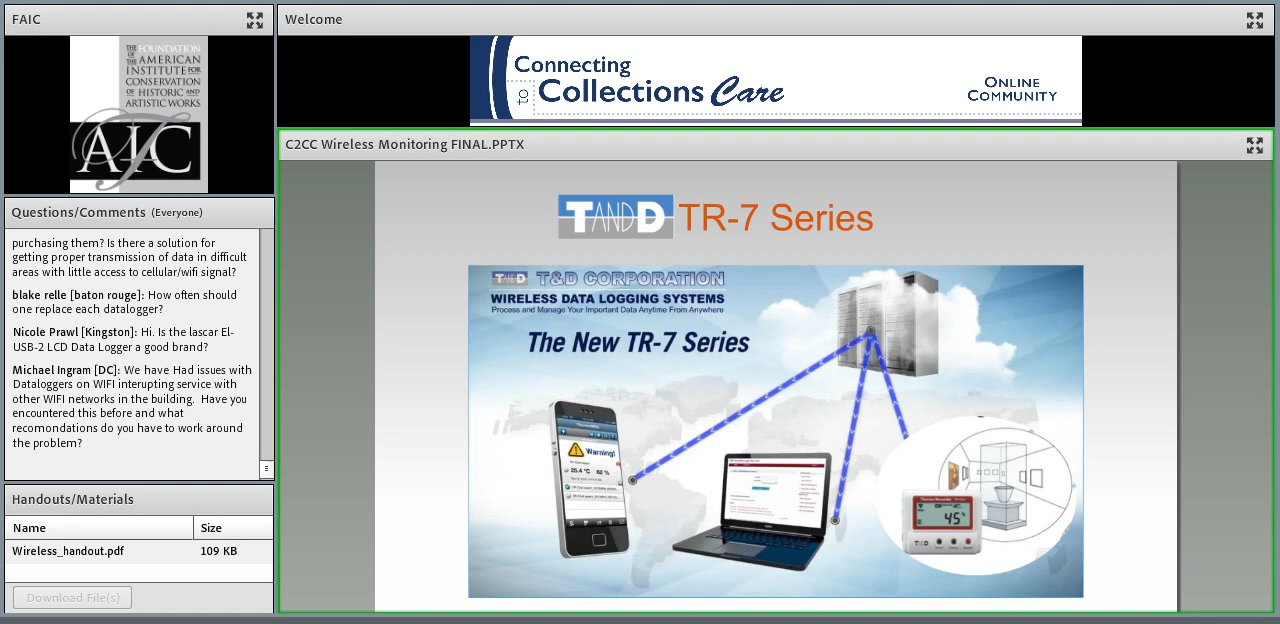 FAIC
THE FOUNDATION
OF THE AMERICAN
INSTITUTE FOR
CONSERVATION
OF HISTORIC AND
ARTISTIC WORKS
AIC
Questions/Comments (Everyone)
purchasing them? Is there a solution for
getting proper transmission of data in difficult
areas with little access to cellular/wifi signal?
blake relle [baton rouge]: How often should
one replace each datalogger?
Nicole Prawl [Kingston]: Hi. Is the lascar El-
USB-2 LCD Data Logger a good brand?
Michael Ingram [DC]: We have Had issues with
Dataloggers on WIFI interupting service with
other WIFI networks in the building. Have you
encountered this before and what
recomondations do you have to work around
the problem?
Handouts/Materials
Name Size
Wireless_handout.pdf 109 KB
Download File(s)
Welcome
Connecting
to Collections Care
ONLINE
COMMUNITY
C2CC Wireless Monitoring FINAL.PPTX
TANDD TR-7 Series
TANDD T&D CORPORATION
WIRELESS DATA LOGGING SYSTEMS
Process and Manage Your Important Data Anytime From Anywhere
The New TR-7 Series
Warning!
25.4 °C 62 %
45%
T&D